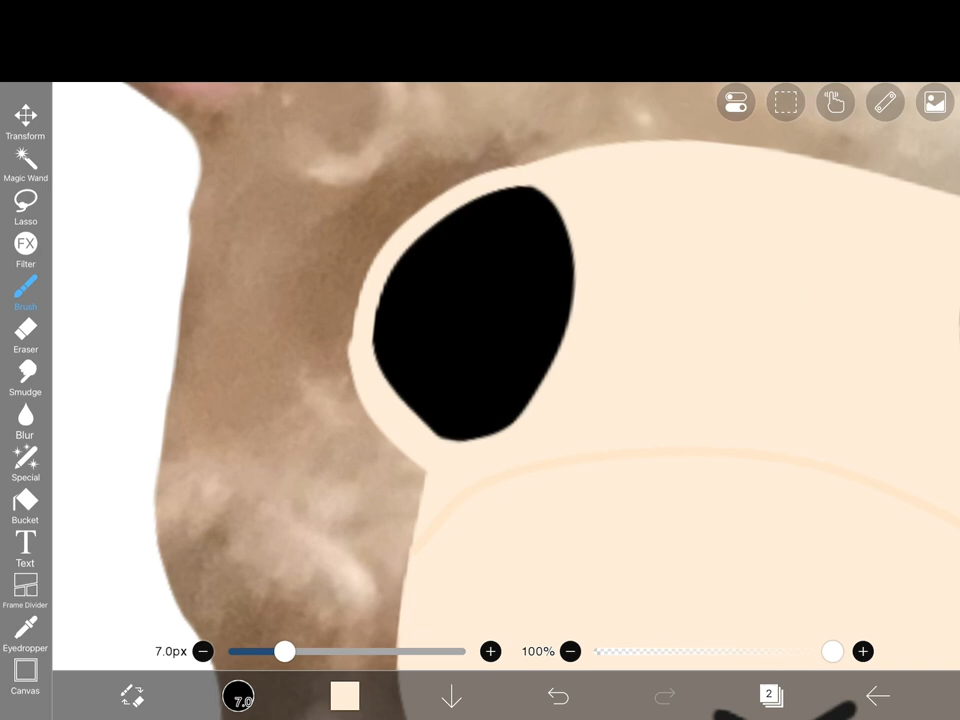 Transform
Magic Wand
Lasso
FX
Filter
Brush
Eraser
Smudge
Blur
Special
Bucket
T
Text
Frame Divider
Eyedropper
Canvas
7.0px
100%
7.0
2